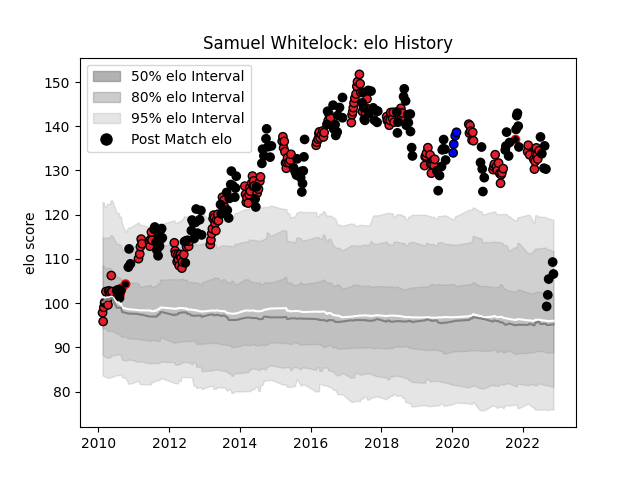 Samuel Whitelock: elo History
50% elo Interval
80% elo Interval
95% elo Interval
Post Match elo
elo score
150
140
130
120
110
100
90
80
2010 2012 2014 2016 2018 2020 2022